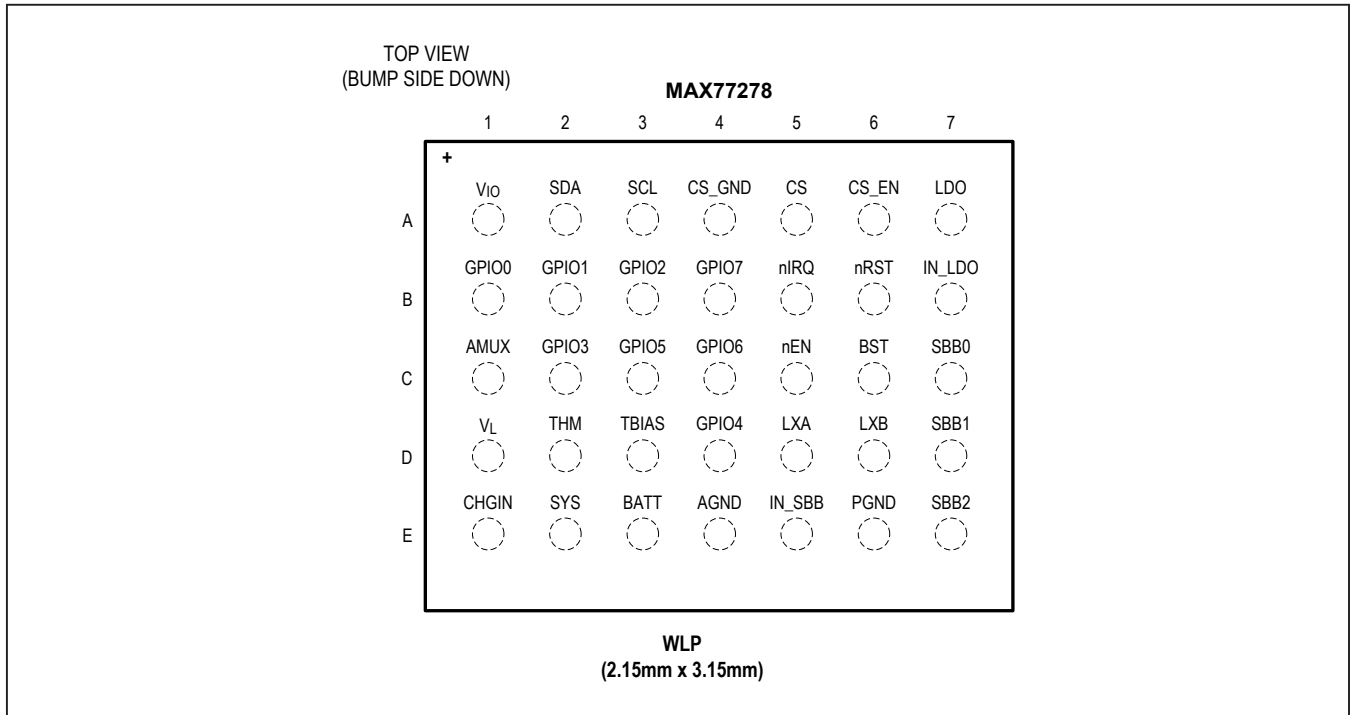 TOP VIEW
(BUMP SIDE DOWN)
MAX77278
1 2 3 4 5 6 7
+
VIO SDA SCL CS_GND CS CS_EN LDO
A
GPIO0 GPIO1 GPIO2 GPIO7 nIRQ nRST IN_LDO
B
AMUX GPIO3 GPIO5 GPIO6 nEN BST SBB0
C
VL THM TBIAS GPIO4 LXA LXB SBB1
D
CHGIN SYS BATT AGND IN_SBB PGND SBB2
E
WLP
(2.15mm x 3.15mm)